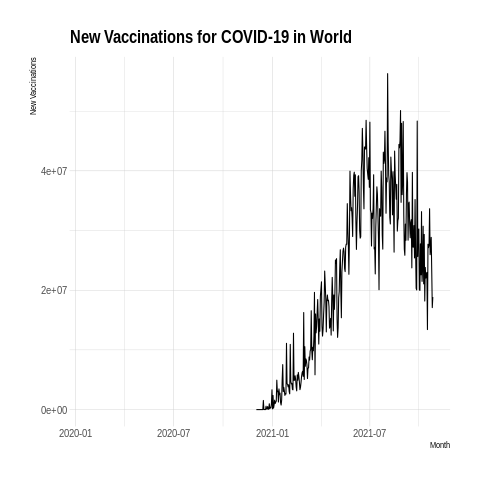 New Vaccinations for COVID-19 in World
New Vaccinations
4e+07
2e+07
0e+00
2020-01 2020-07 2021-01 2021-07
Month